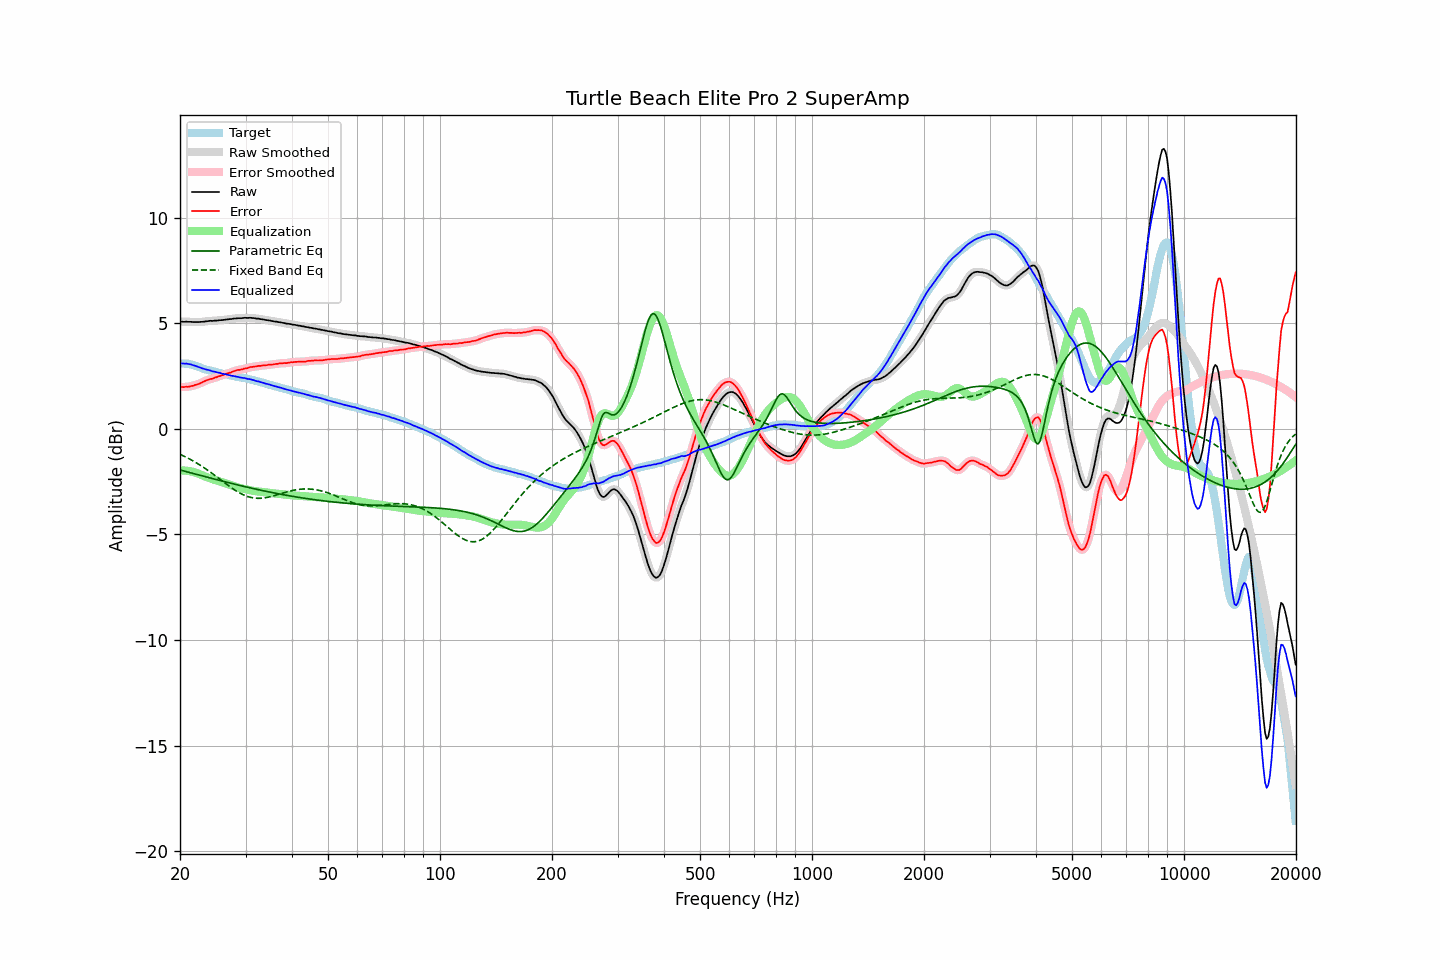 Turtle Beach Elite Pro 2 SuperAmp
Target
Raw Smoothed
Error Smoothed
Raw
Error
Equalization
Parametric Eq
Fixed Band Eq
Equalized
Amplitude (dBr)
10
5
0
−5
−10
−15
−20
20 50 100 200 500 1000 2000 5000 10000 20000
Frequency (Hz)